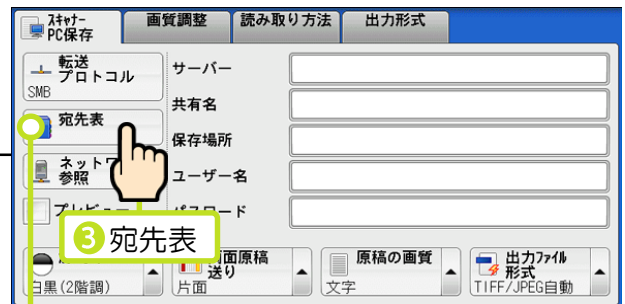 スキャナー
PC保存
画質調整
読み取り方法
出力形式
転送
プロトコル
SMB
サーバー
共有名
宛先表
保存場所
ネットワ
参照
ユーザー名
プレビュー
パスワード
3 宛先表
白黒(2階調)
面原稿
送り
片面
原稿の画質
文字
出力ファイル
形式
TIFF/JPEG自動